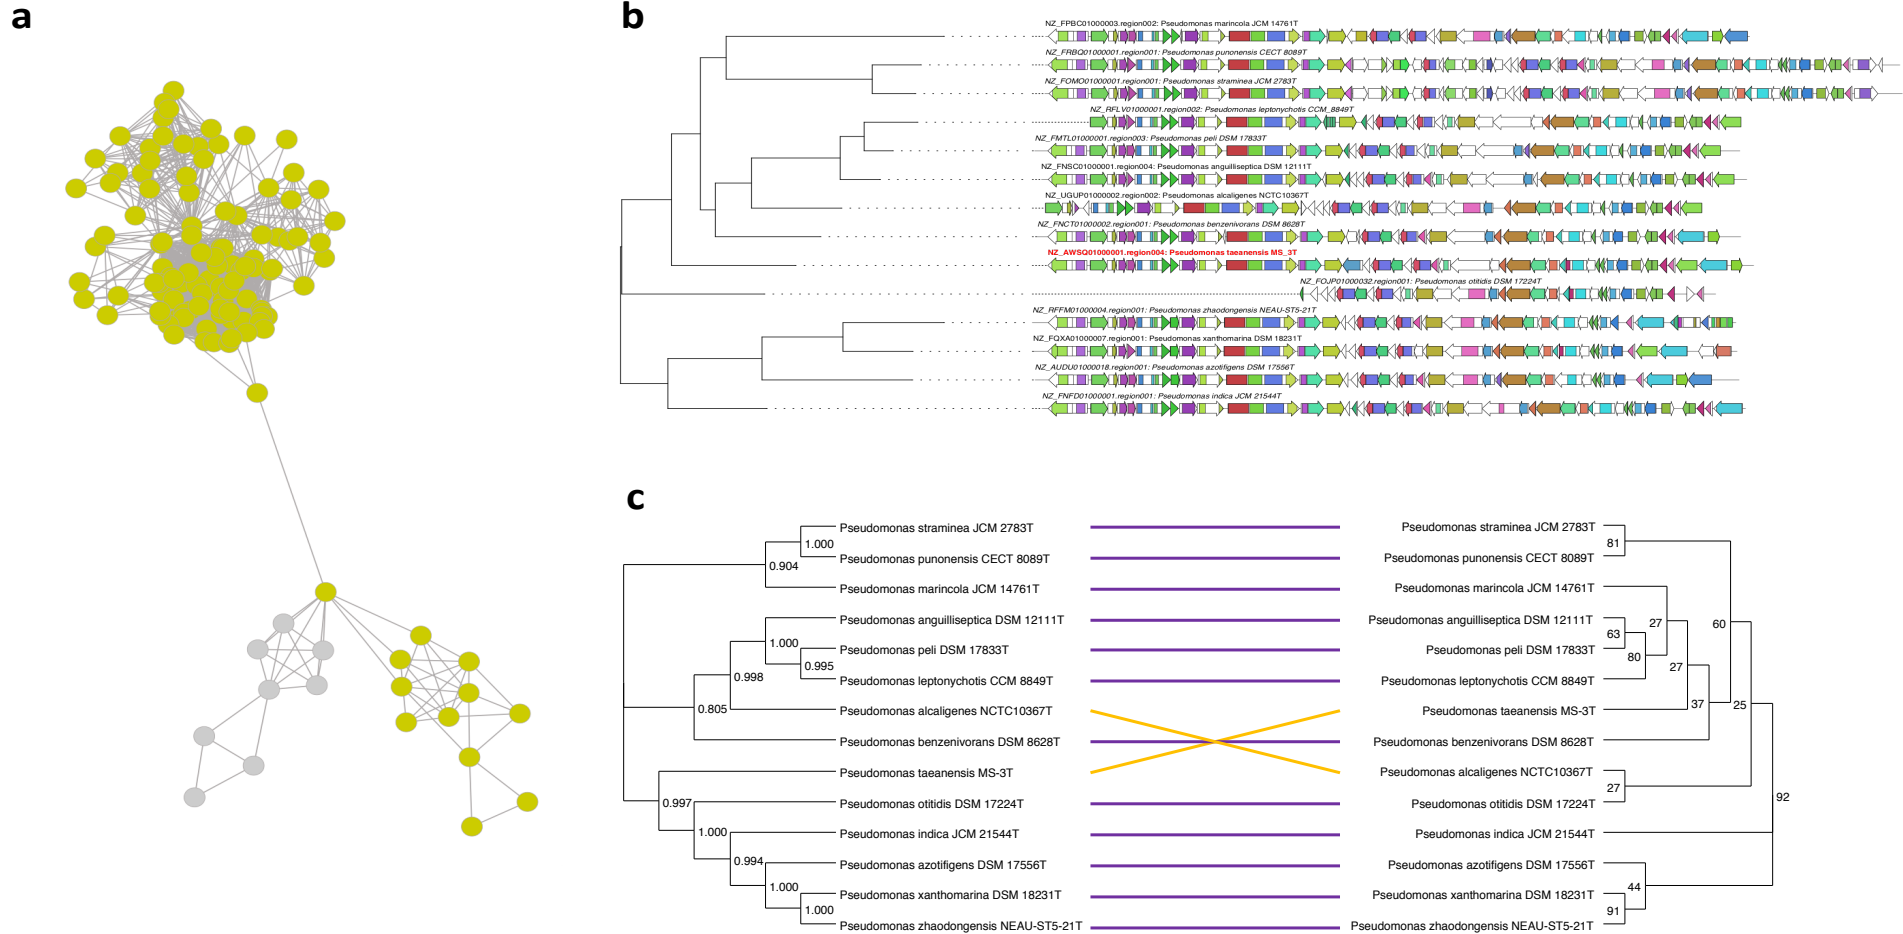 a
b
NZ_FPBC01000003.region002: Pseudomonas marincola JCM 14761T
NZ_FRBQ01000001.region001: Pseudomonas punonensis CECT 8089T
NZ_FOMO01000001.region001: Pseudomonas straminea JCM 2783T
NZ_RFLV01000001.region002: Pseudomonas leptonychotis CCM_8849T
NZ_FMTL01000001.region003: Pseudomonas peli DSM 17833T
NZ_FNSC01000001.region004: Pseudomonas anguilliseptica DSM 12111T
NZ_UGUP01000002.region002: Pseudomonas alcaligenes NCTC10367T
NZ_FNCT01000002.region001: Pseudomonas benzenivorans DSM 8628T
NZ_AWSQ01000001.region004: Pseudomonas taeanensis MS_3T
NZ_FOJP01000032.region001: Pseudomonas otitidis DSM 17224T
NZ_RFFM01000004.region001: Pseudomonas zhaodongensis NEAU-ST5-21T
NZ_FQXA01000007.region001: Pseudomonas xanthomarina DSM 18231T
NZ_AUDU01000018.region001: Pseudomonas azotifigens DSM 17556T
NZ_FNFD01000001.region001: Pseudomonas indica JCM 21544T
c
Pseudomonas straminea JCM 2783T
1.000
Pseudomonas punonensis CECT 8089T
0.904
Pseudomonas marincola JCM 14761T
Pseudomonas anguilliseptica DSM 12111T
1.000
Pseudomonas peli DSM 17833T
0.995
0.998
Pseudomonas leptonychotis CCM 8849T
0.805
Pseudomonas alcaligenes NCTC10367T
Pseudomonas benzenivorans DSM 8628T
Pseudomonas taeanensis MS-3T
0.997
Pseudomonas otitidis DSM 17224T
1.000
Pseudomonas indica JCM 21544T
0.994
Pseudomonas azotifigens DSM 17556T
1.000
Pseudomonas xanthomarina DSM 18231T
1.000
Pseudomonas zhaodongensis NEAU-ST5-21T
Pseudomonas straminea JCM 2783T
81
Pseudomonas punonensis CECT 8089T
Pseudomonas marincola JCM 14761T
Pseudomonas anguilliseptica DSM 12111T
27
60
63
Pseudomonas peli DSM 17833T
80
27
Pseudomonas leptonychotis CCM 8849T
37
25
Pseudomonas taeanensis MS-3T
Pseudomonas benzenivorans DSM 8628T
Pseudomonas alcaligenes NCTC10367T
27
92
Pseudomonas otitidis DSM 17224T
Pseudomonas indica JCM 21544T
Pseudomonas azotifigens DSM 17556T
44
Pseudomonas xanthomarina DSM 18231T
91
Pseudomonas zhaodongensis NEAU-ST5-21T